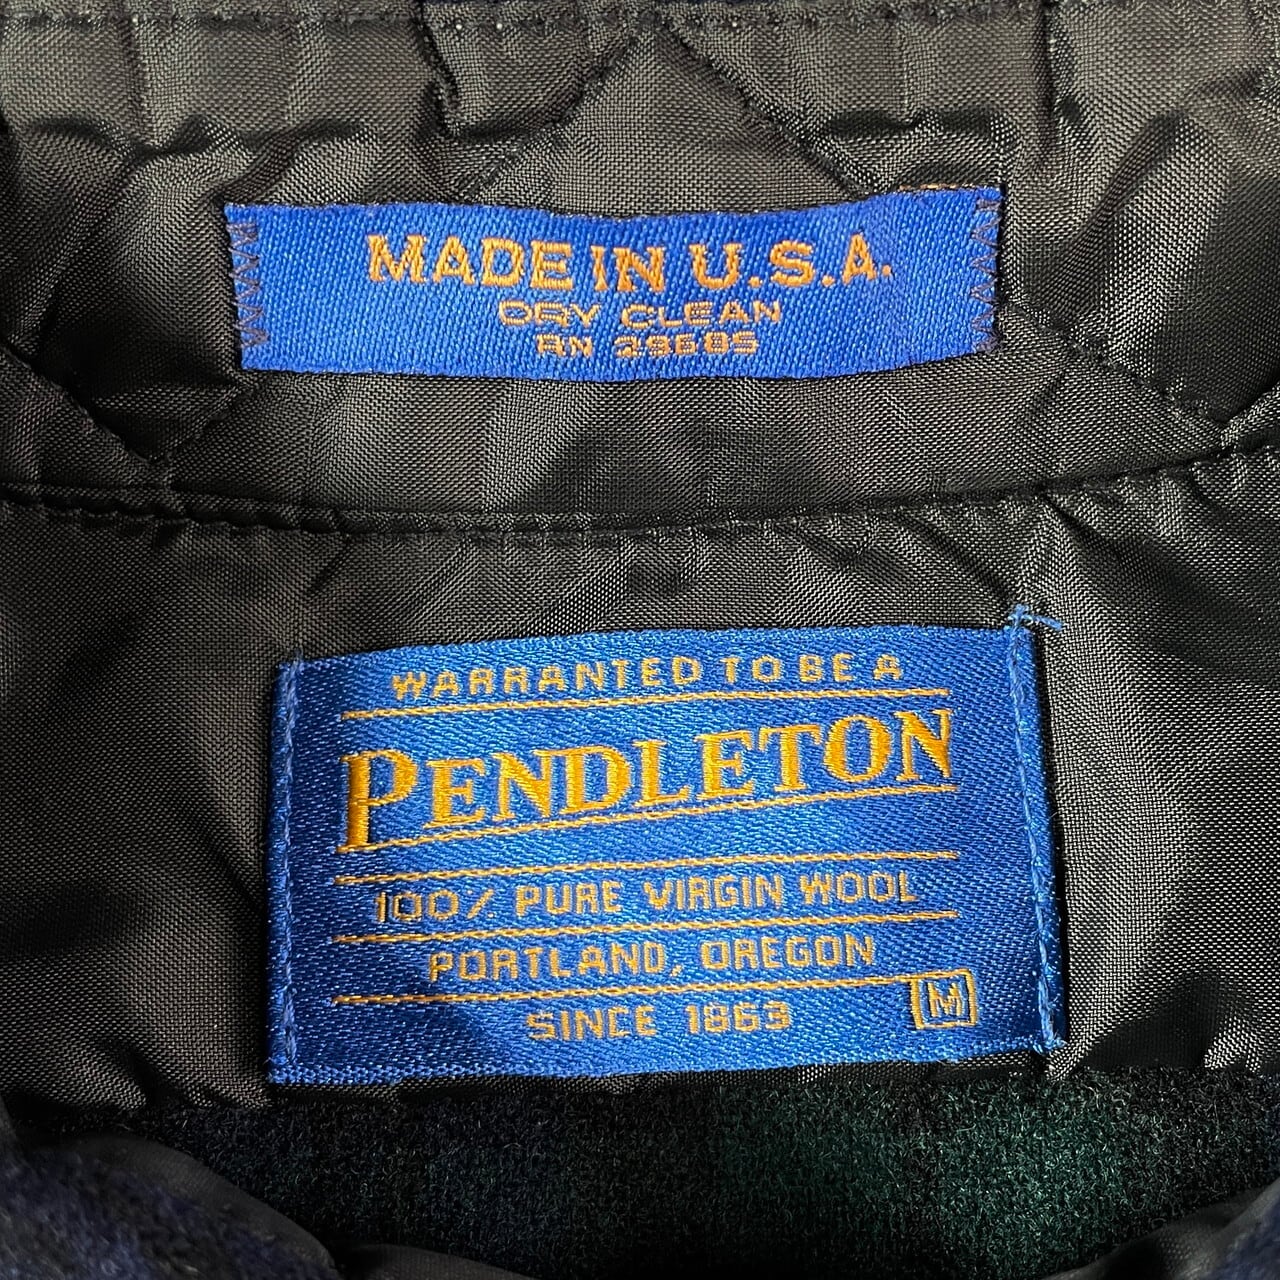 MADE IN U.S.A.
DRY CLEAN
RN 29685
WARRANTED TO BE A
PENDLETON
100% PURE VIRGIN WOOL
PORTLAND, OREGON
SINCE 1863
M